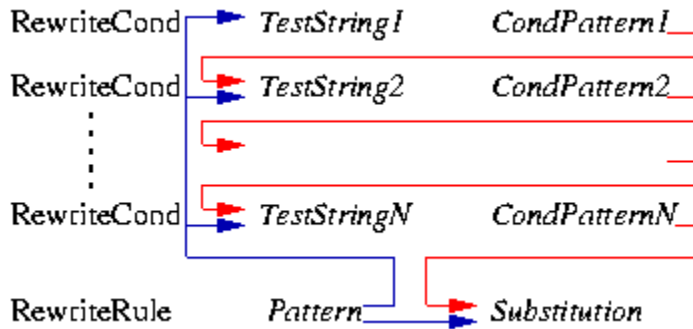 RewriteCond TestString1 CondPattern1
RewriteCond TestString2 CondPattern2
RewriteCond TestStringN CondPatternN
RewriteRule Pattern Substitution